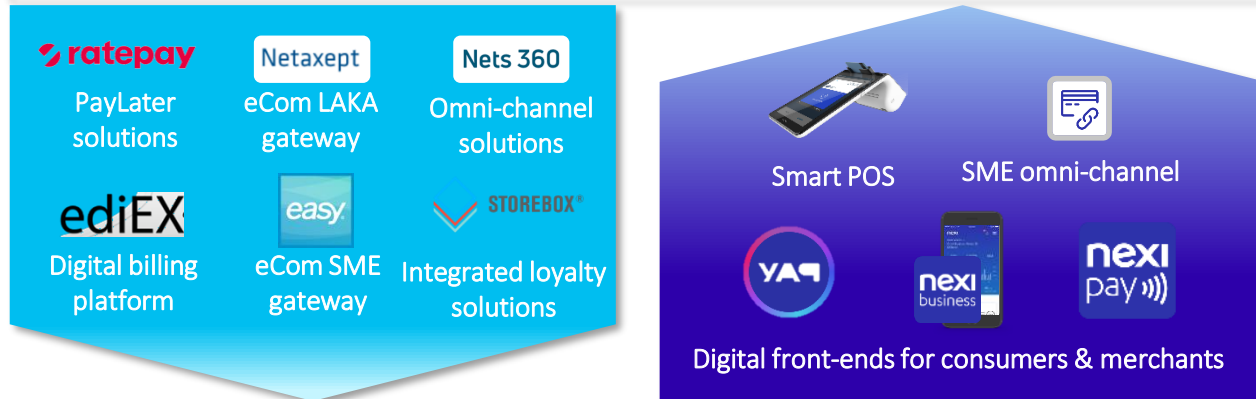 ratepay
PayLater
solutions
Netaxept
eCom LAKA
gateway
Nets 360
Omni-channel
solutions
ediEX
Digital billing
platform
easy
eCom SME
gateway
STOREBOX®
Integrated loyalty
solutions
Smart POS
SME omni-channel
YAP
nexi
business
nexi
pay
Digital front-ends for consumers & merchants